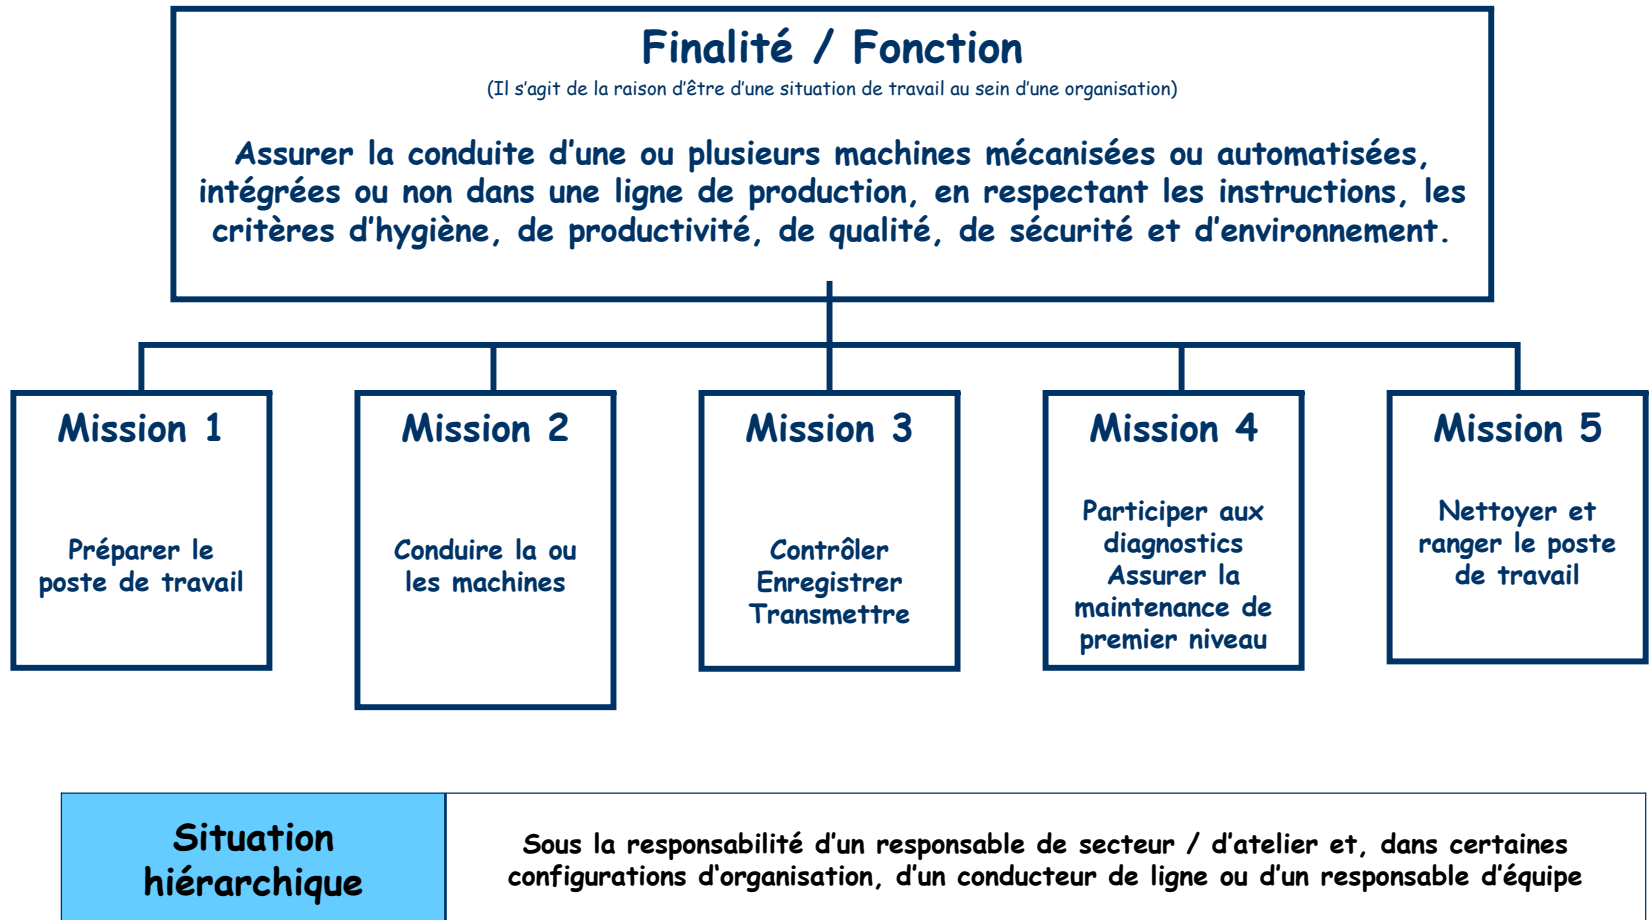 Finalité / Fonction
(Il s'agit de la raison d'être d'une situation de travail au sein d'une organisation)
Assurer la conduite d'une ou plusieurs machines mécanisées ou automatisées,
intégrées ou non dans une ligne de production, en respectant les instructions, les
critères d'hygiène, de productivité, de qualité, de sécurité et d'environnement.
Mission 1
Préparer le
poste de travail
Mission 2
Conduire la ou
les machines
Mission 3
Contrôler
Enregistrer
Transmettre
Mission 4
Participer aux
diagnostics
Assurer la
maintenance de
premier niveau
Mission 5
Nettoyer et
ranger le poste
de travail
Situation
hiérarchique
Sous la responsabilité d'un responsable de secteur / d'atelier et, dans certaines
configurations d'organisation, d'un conducteur de ligne ou d'un responsable d'équipe